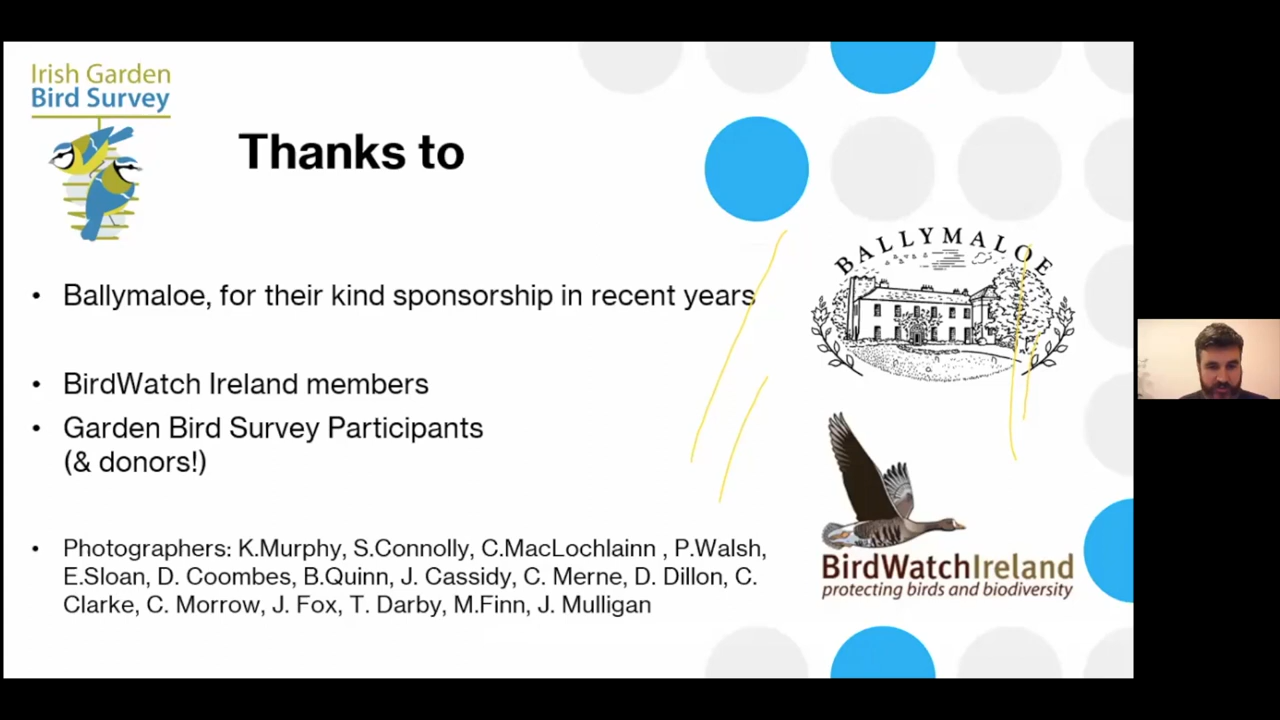 Irish Garden
Bird Survey
Thanks to
BALLYMALOE
• Ballymaloe, for their kind sponsorship in recent years
• BirdWatch Ireland members
• Garden Bird Survey Participants
(& donors!)
• Photographers: K.Murphy, S.Connolly, C.MacLochlainn , P.Walsh,
E.Sloan, D. Coombes, B.Quinn, J. Cassidy, C. Merne, D. Dillon, C.
Clarke, C. Morrow, J. Fox, T. Darby, M.Finn, J. Mulligan
BirdWatchIreland
protecting birds and biodiversity